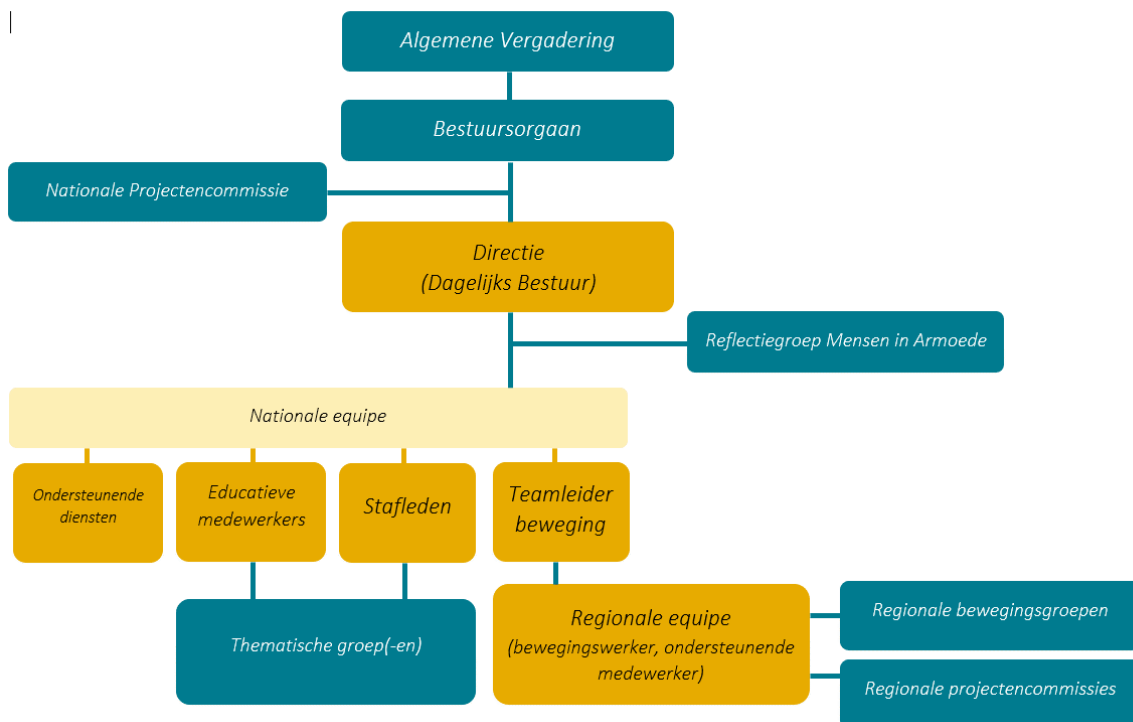 Algemene Vergadering
Bestuursorgaan
Nationale Projectencommissie
Directie
(Dagelijks Bestuur)
Reflectiegroep Mensen in Armoede
Nationale equipe
Ondersteunende
diensten
Educatieve
medewerkers
Stafleden
Teamleider
beweging
Thematische groep(-en)
Regionale equipe
(bewegingswerker, ondersteunende
medewerker)
Regionale bewegingsgroepen
Regionale projectencommissies